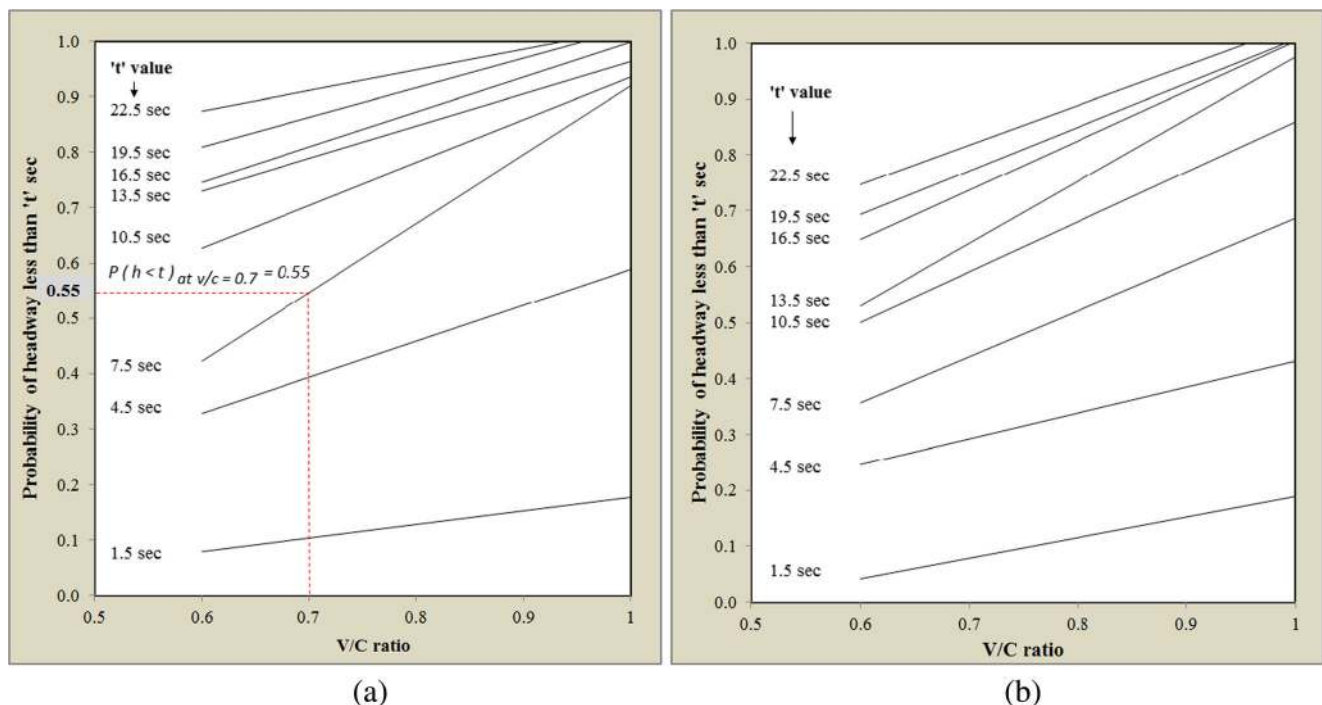 Probability of headway less than 't' sec
1.0
0.9
0.8
0.7
0.6
0.55
0.5
0.4
0.3
0.2
0.1
0.0
't' value
22.5 sec
19.5 sec
16.5 sec
13.5 sec
10.5 sec
P ( h < t ) at v/c = 0.7 = 0.55
7.5 sec
4.5 sec
1.5 sec
0.5 0.6 0.7 0.8 0.9 1
V/C ratio
(a)
Probability of headway less than 't' sec
1.0
0.9
0.8
0.7
0.6
0.5
0.4
0.3
0.2
0.1
0.0
't' value
22.5 sec
19.5 sec
16.5 sec
13.5 sec
10.5 sec
7.5 sec
4.5 sec
1.5 sec
0.5 0.6 0.7 0.8 0.9 1
V/C ratio
(b)